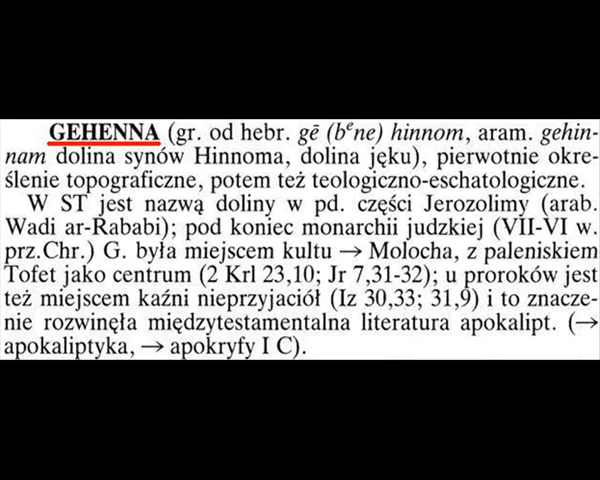 GEHENNA (gr. od hebr. gē (bᵉne) hinnom, aram. gehin-
nam dolina synów Hinnoma, dolina jęku), pierwotnie okre-
ślenie topograficzne, potem też teologiczno-eschatologiczne.
W ST jest nazwą doliny w pd. części Jerozolimy (arab.
Wadi ar-Rababi); pod koniec monarchii judzkiej (VII-VI w.
prz.Chr.) G. była miejscem kultu → Molocha, z paleniskiem
Tofet jako centrum (2 Krl 23,10; Jr 7,31-32); u proroków jest
też miejscem kaźni nieprzyjaciół (Iz 30,33; 31,9) i to znacze-
nie rozwinęła międzytestamentalna literatura apokalipt. (→
apokaliptyka, → apokryfy I C).